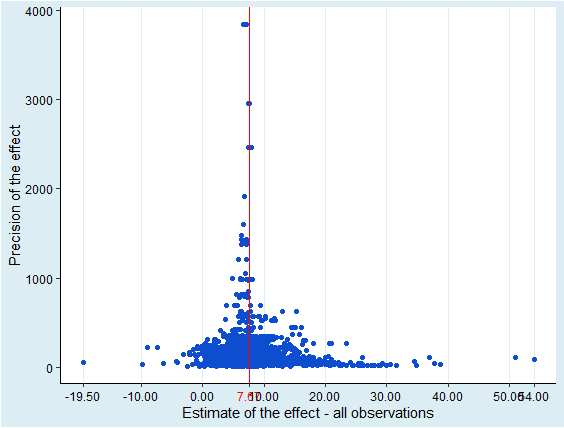 4000
3000
2000
1000
0
Precision of the effect
-19.50 -10.00 0.00 10.00 20.00 30.00 40.00 50.00 54.00
Estimate of the effect - all observations